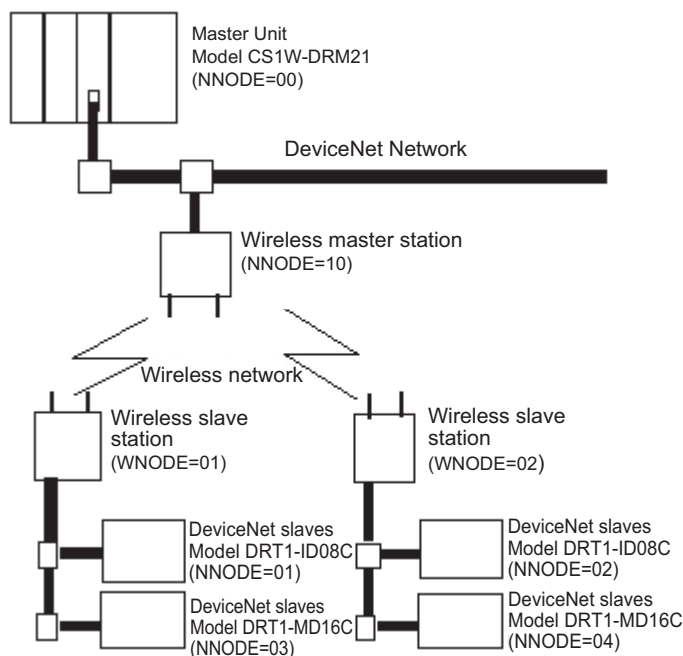 Master Unit
Model CS1W-DRM21
(NNODE=00)
DeviceNet Network
Wireless master station
(NNODE=10)
Wireless network
Wireless slave
station
(WNODE=01)
Wireless slave
station
(WNODE=02)
DeviceNet slaves
Model DRT1-ID08C
(NNODE=01)
DeviceNet slaves
Model DRT1-ID08C
(NNODE=02)
DeviceNet slaves
Model DRT1-MD16C
(NNODE=03)
DeviceNet slaves
Model DRT1-MD16C
(NNODE=04)